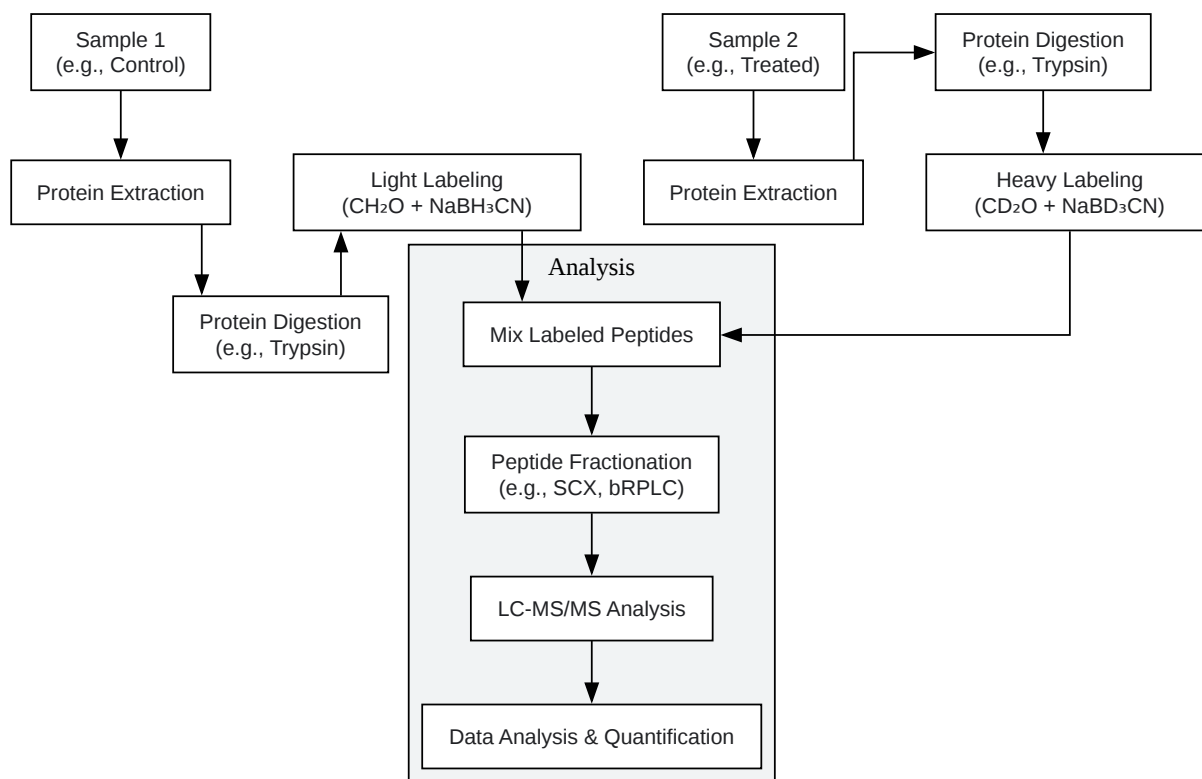 Sample 1
(e.g., Control)
Protein Extraction
Protein Digestion
(e.g., Trypsin)
Light Labeling
(CH₂O + NaBH₃CN)
Sample 2
(e.g., Treated)
Protein Extraction
Protein Digestion
(e.g., Trypsin)
Heavy Labeling
(CD₂O + NaBD₃CN)
Analysis
Mix Labeled Peptides
Peptide Fractionation
(e.g., SCX, bRPLC)
LC-MS/MS Analysis
Data Analysis & Quantification